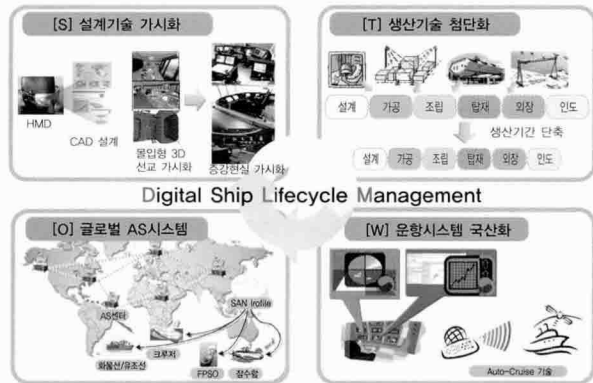 [S] 설계기술 가시화
HMD
CAD 설계
몰입형 3D
선교 가시화
증강현실 가시화
[T] 생산기술 첨단화
설계 가공 조립 탑재 외장 인도
생산기간 단축
설계 가공 조립 탑재 외장 인도
Digital Ship Lifecycle Management
[O] 글로벌 AS시스템
AS센터
SAN Irofile
화물선/유조선
크루저
FPSO
잠수함
[W] 운항시스템 국산화
Auto-Cruise 기술